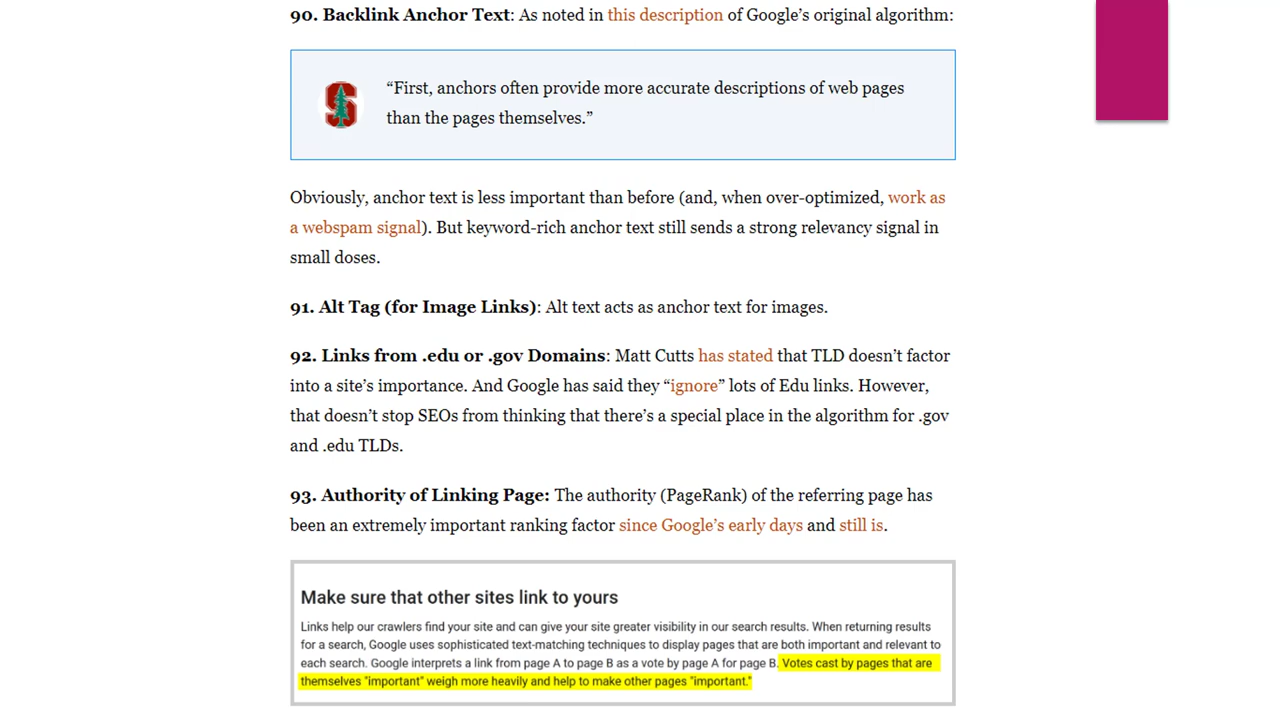 90. Backlink Anchor Text: As noted in this description of Google’s original algorithm:
“First, anchors often provide more accurate descriptions of web pages
than the pages themselves.”
Obviously, anchor text is less important than before (and, when over-optimized, work as
a webspam signal). But keyword-rich anchor text still sends a strong relevancy signal in
small doses.
91. Alt Tag (for Image Links): Alt text acts as anchor text for images.
92. Links from .edu or .gov Domains: Matt Cutts has stated that TLD doesn’t factor
into a site’s importance. And Google has said they “ignore” lots of Edu links. However,
that doesn’t stop SEOs from thinking that there’s a special place in the algorithm for .gov
and .edu TLDs.
93. Authority of Linking Page: The authority (PageRank) of the referring page has
been an extremely important ranking factor since Google’s early days and still is.
Make sure that other sites link to yours
Links help our crawlers find your site and can give your site greater visibility in our search results. When returning results
for a search, Google uses sophisticated text-matching techniques to display pages that are both important and relevant to
each search. Google interprets a link from page A to page B as a vote by page A for page B. Votes cast by pages that are
themselves "important" weigh more heavily and help to make other pages "important."